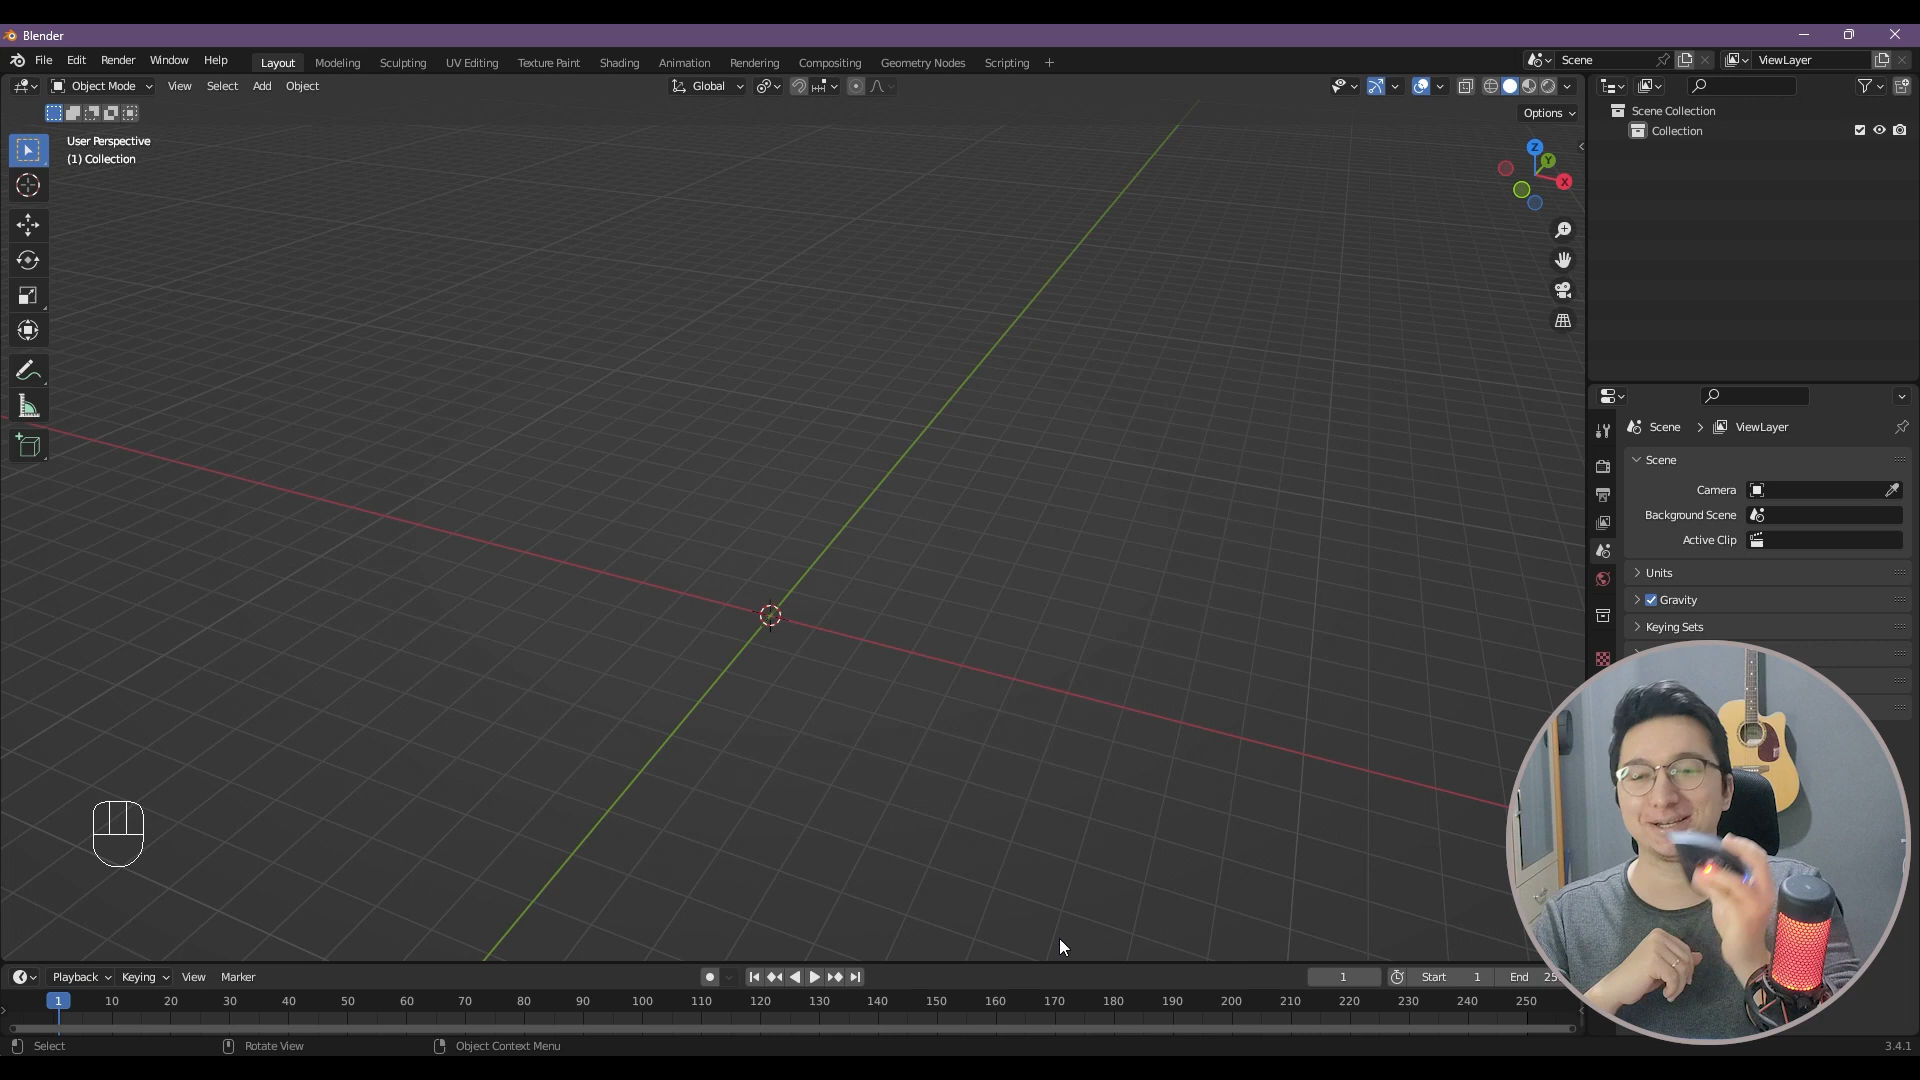 Blender
File Edit Render Window Help Layout Modeling Sculpting UV Editing Texture Paint Shading Animation Rendering Compositing Geometry Nodes Scripting + Scene ViewLayer
Object Mode View Select Add Object Global
Options
User Perspective
(1) Collection
Z
Y
X
Scene Collection
Collection
Scene > ViewLayer
Scene
Camera
Background Scene
Active Clip
Units
Gravity
Keying Sets
Playback Keying View Marker 1 Start 1 End 25
1 10 20 30 40 50 60 70 80 90 100 110 120 130 140 150 160 170 180 190 200 210 220 230 240 250
Select Rotate View Object Context Menu 3.4.1